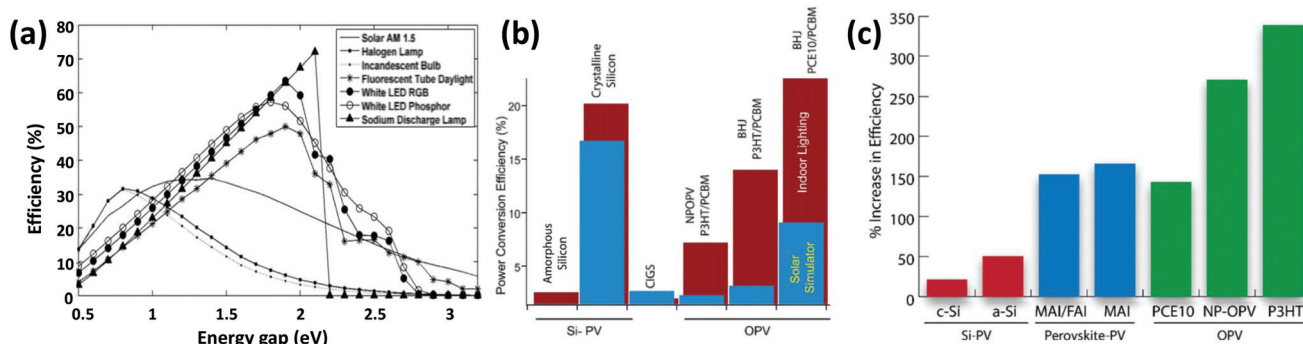 (a)
Efficiency (%)
80
70
60
50
40
30
20
10
0
0.5
1
1.5
2
2.5
3
Energy gap (eV)
Solar AM 1.5
Halogen Lamp
Incandescent Bulb
Fluorescent Tube Daylight
White LED RGB
White LED Phosphor
Sodium Discharge Lamp
(b)
Power Conversion Efficiency (%)
20
15
10
5
Amorphous
Silicon
Crystalline
Silicon
CIGS
NPOPV
P3HT/PCBM
BHJ
P3HT/PCBM
BHJ
PCE10/PCBM
Indoor Lighting
Solar
Simulator
Si- PV
OPV
(c)
% Increase in Efficiency
350
300
250
200
150
100
50
0
c-Si
a-Si
MAI/FAI
MAI
PCE10
NP-OPV
P3HT
Si-PV
Perovskite-PV
OPV